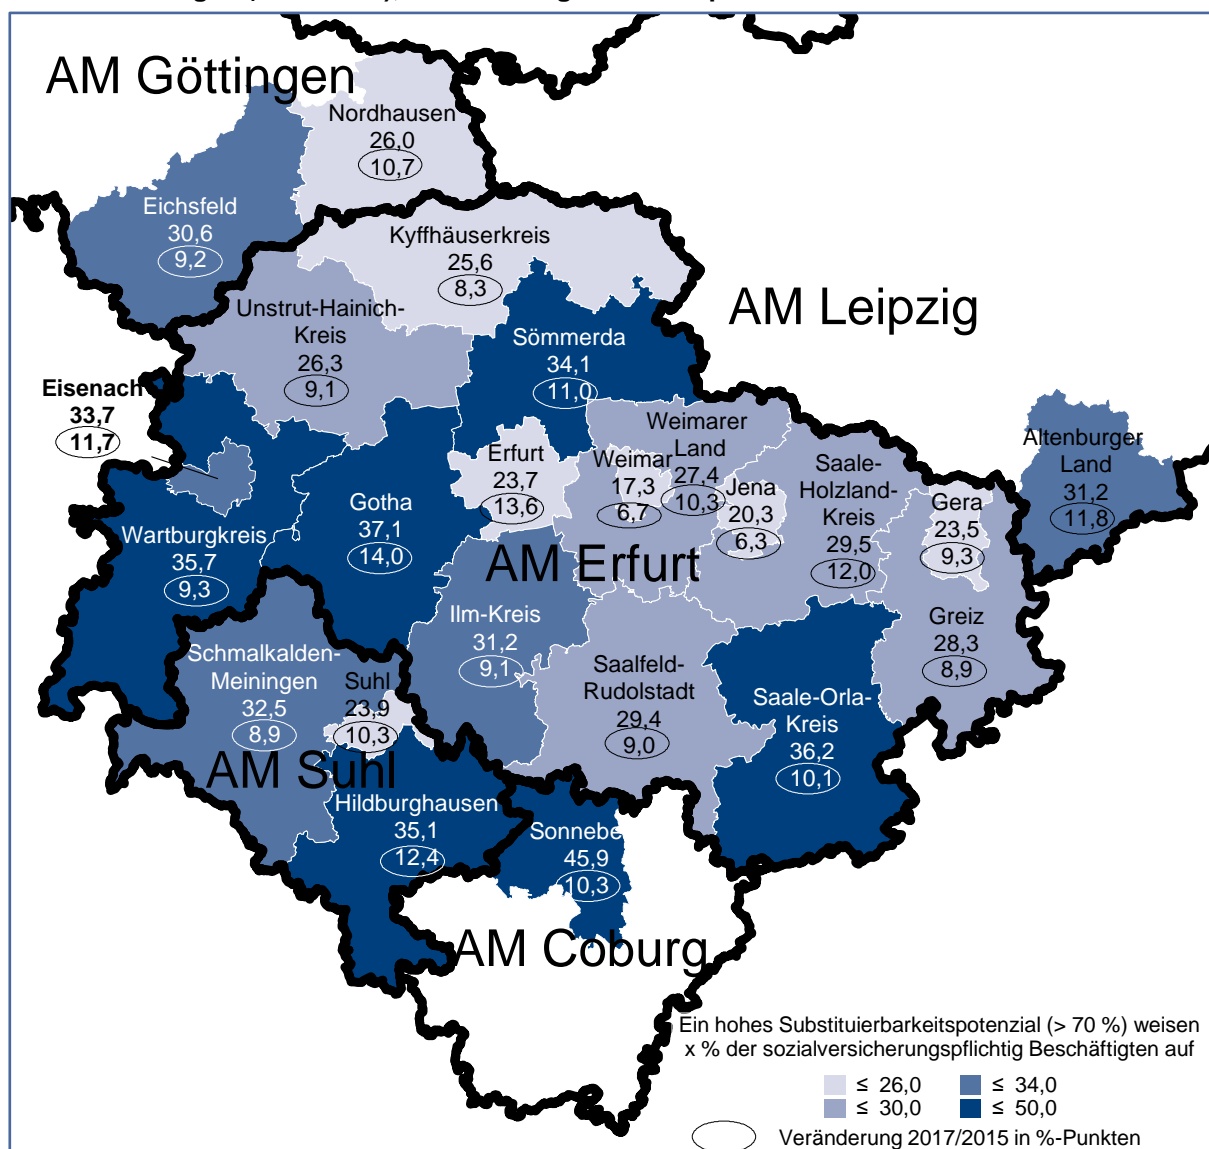 AM Göttingen
Nordhausen
26,0
10,7
Eichsfeld
30,6
9,2
Kyffhäuserkreis
25,6
8,3
AM Leipzig
Unstrut-Hainich-
Kreis
26,3
9,1
Sömmerda
34,1
11,0
Eisenach
33,7
11,7
Weimarer
Land
27,4
10,3
Altenburger
Land
31,2
11,8
Erfurt
23,7
13,6
Weimar
17,3
6,7
Jena
20,3
6,3
Saale-
Holzland-
Kreis
29,5
12,0
Gera
23,5
9,3
Gotha
37,1
14,0
Wartburgkreis
35,7
9,3
AM Erfurt
Ilm-Kreis
31,2
9,1
Greiz
28,3
8,9
Schmalkalden-
Meiningen
32,5
8,9
Suhl
23,9
10,3
Saalfeld-
Rudolstadt
29,4
9,0
Saale-Orla-
Kreis
36,2
10,1
AM Suhl
Hildburghausen
35,1
12,4
Sonnebe
45,9
10,3
AM Coburg
Ein hohes Substituierbarkeitspotenzial (> 70 %) weisen
x % der sozialversicherungspflichtig Beschäftigten auf
≤ 26,0
≤ 34,0
≤ 30,0
≤ 50,0
Veränderung 2017/2015 in %-Punkten